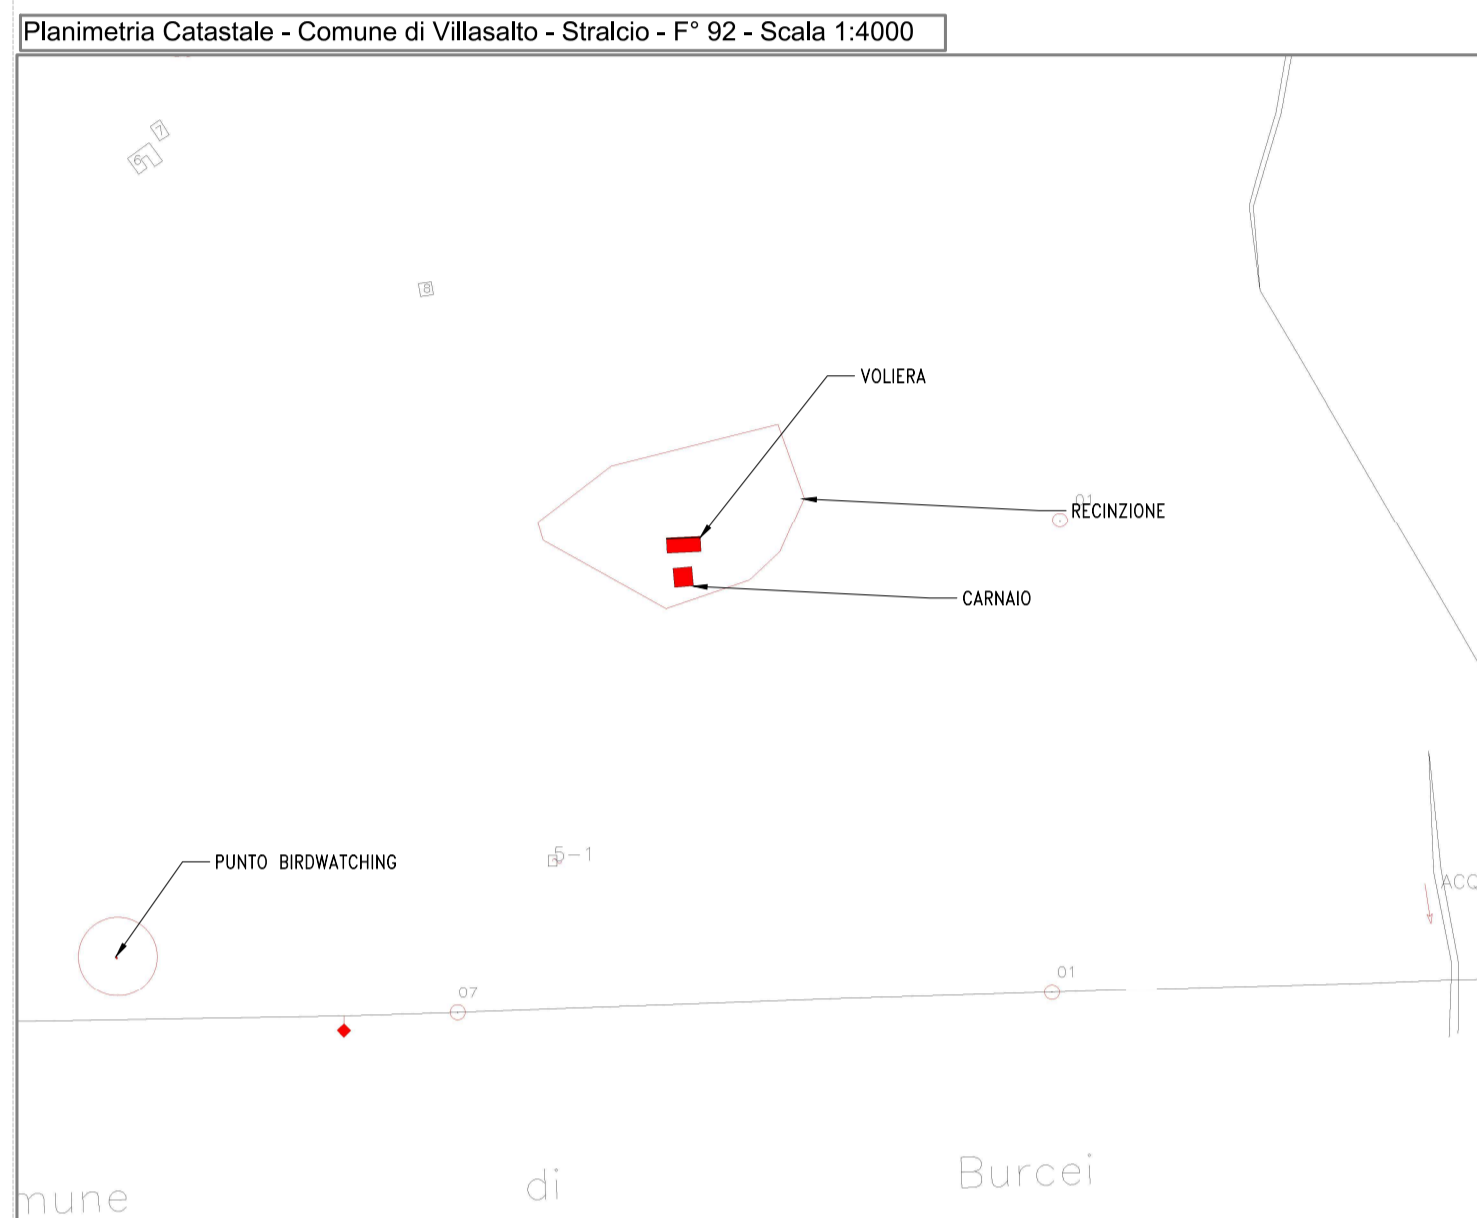 Planimetria Catastale - Comune di Villasalto - Stralcio - F° 92 - Scala 1:4000
7
6
8
VOLIERA
01
RECINZIONE
CARNAIO
5-1
PUNTO BIRDWATCHING
ACQ
07
01
mune di Burcei